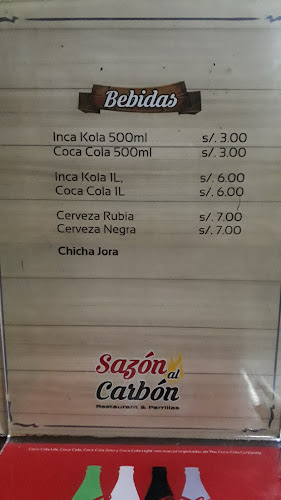 Bebidas
Inca Kola 500ml s/. 3.00
Coca Cola 500ml s/. 3.00
Inca Kola 1L, s/. 6.00
Coca Cola 1L s/. 6.00
Cerveza Rubia s/. 7.00
Cerveza Negra s/. 7.00
Chicha Jora
Sazón al
Carbón
Restaurant & Parrillas